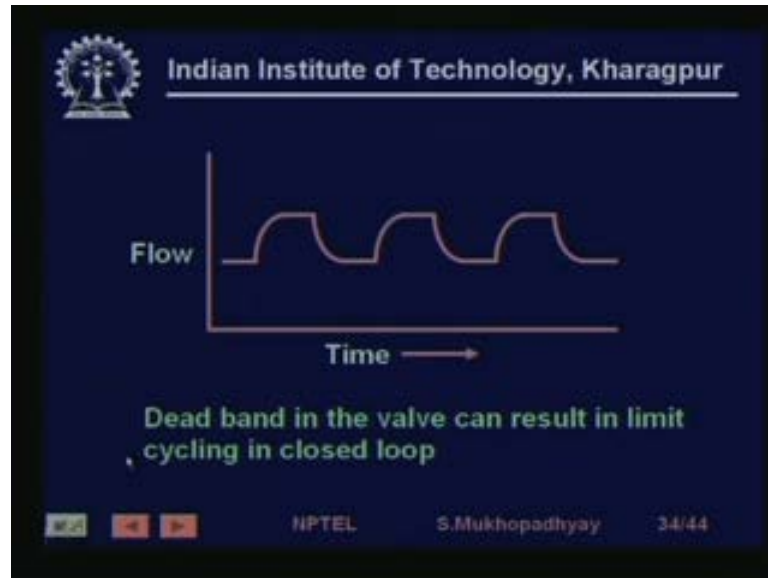 Indian Institute of Technology, Kharagpur
Flow
Time
Dead band in the valve can result in limit
cycling in closed loop
NPTEL S.Mukhopadhyay 34/44